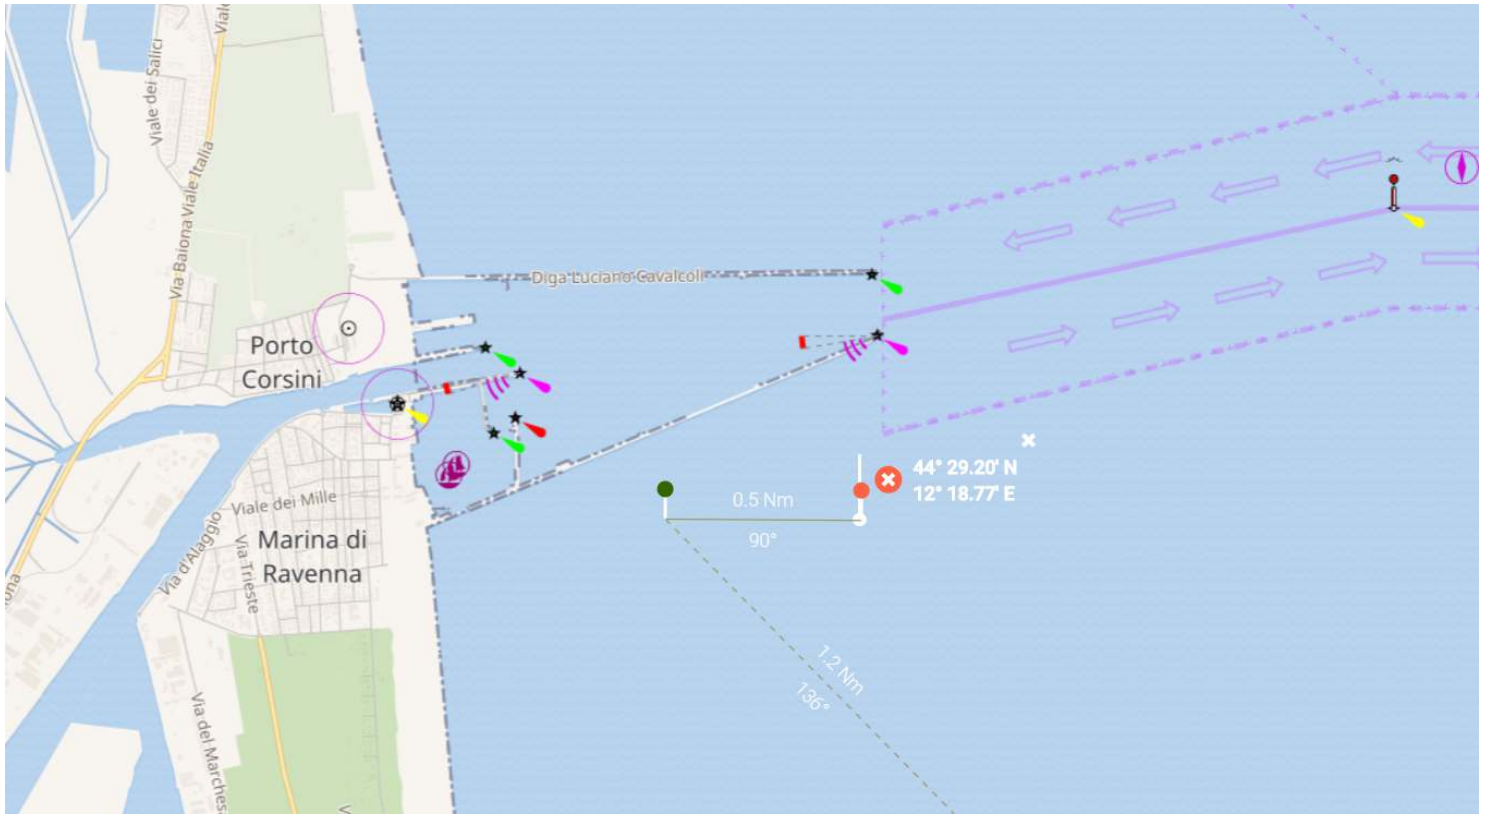 Viale dei Salici
Viale
Via Baiona
Viale Italia
Diga Luciano Cavalcoli
Porto
Corsini
44° 29.20' N
12° 18.77' E
0.5 Nm
90°
Viale dei Mille
Via d'Alaggio
Marina di
Ravenna
Via Trieste
1.2 Nm
136°
Via del Marches